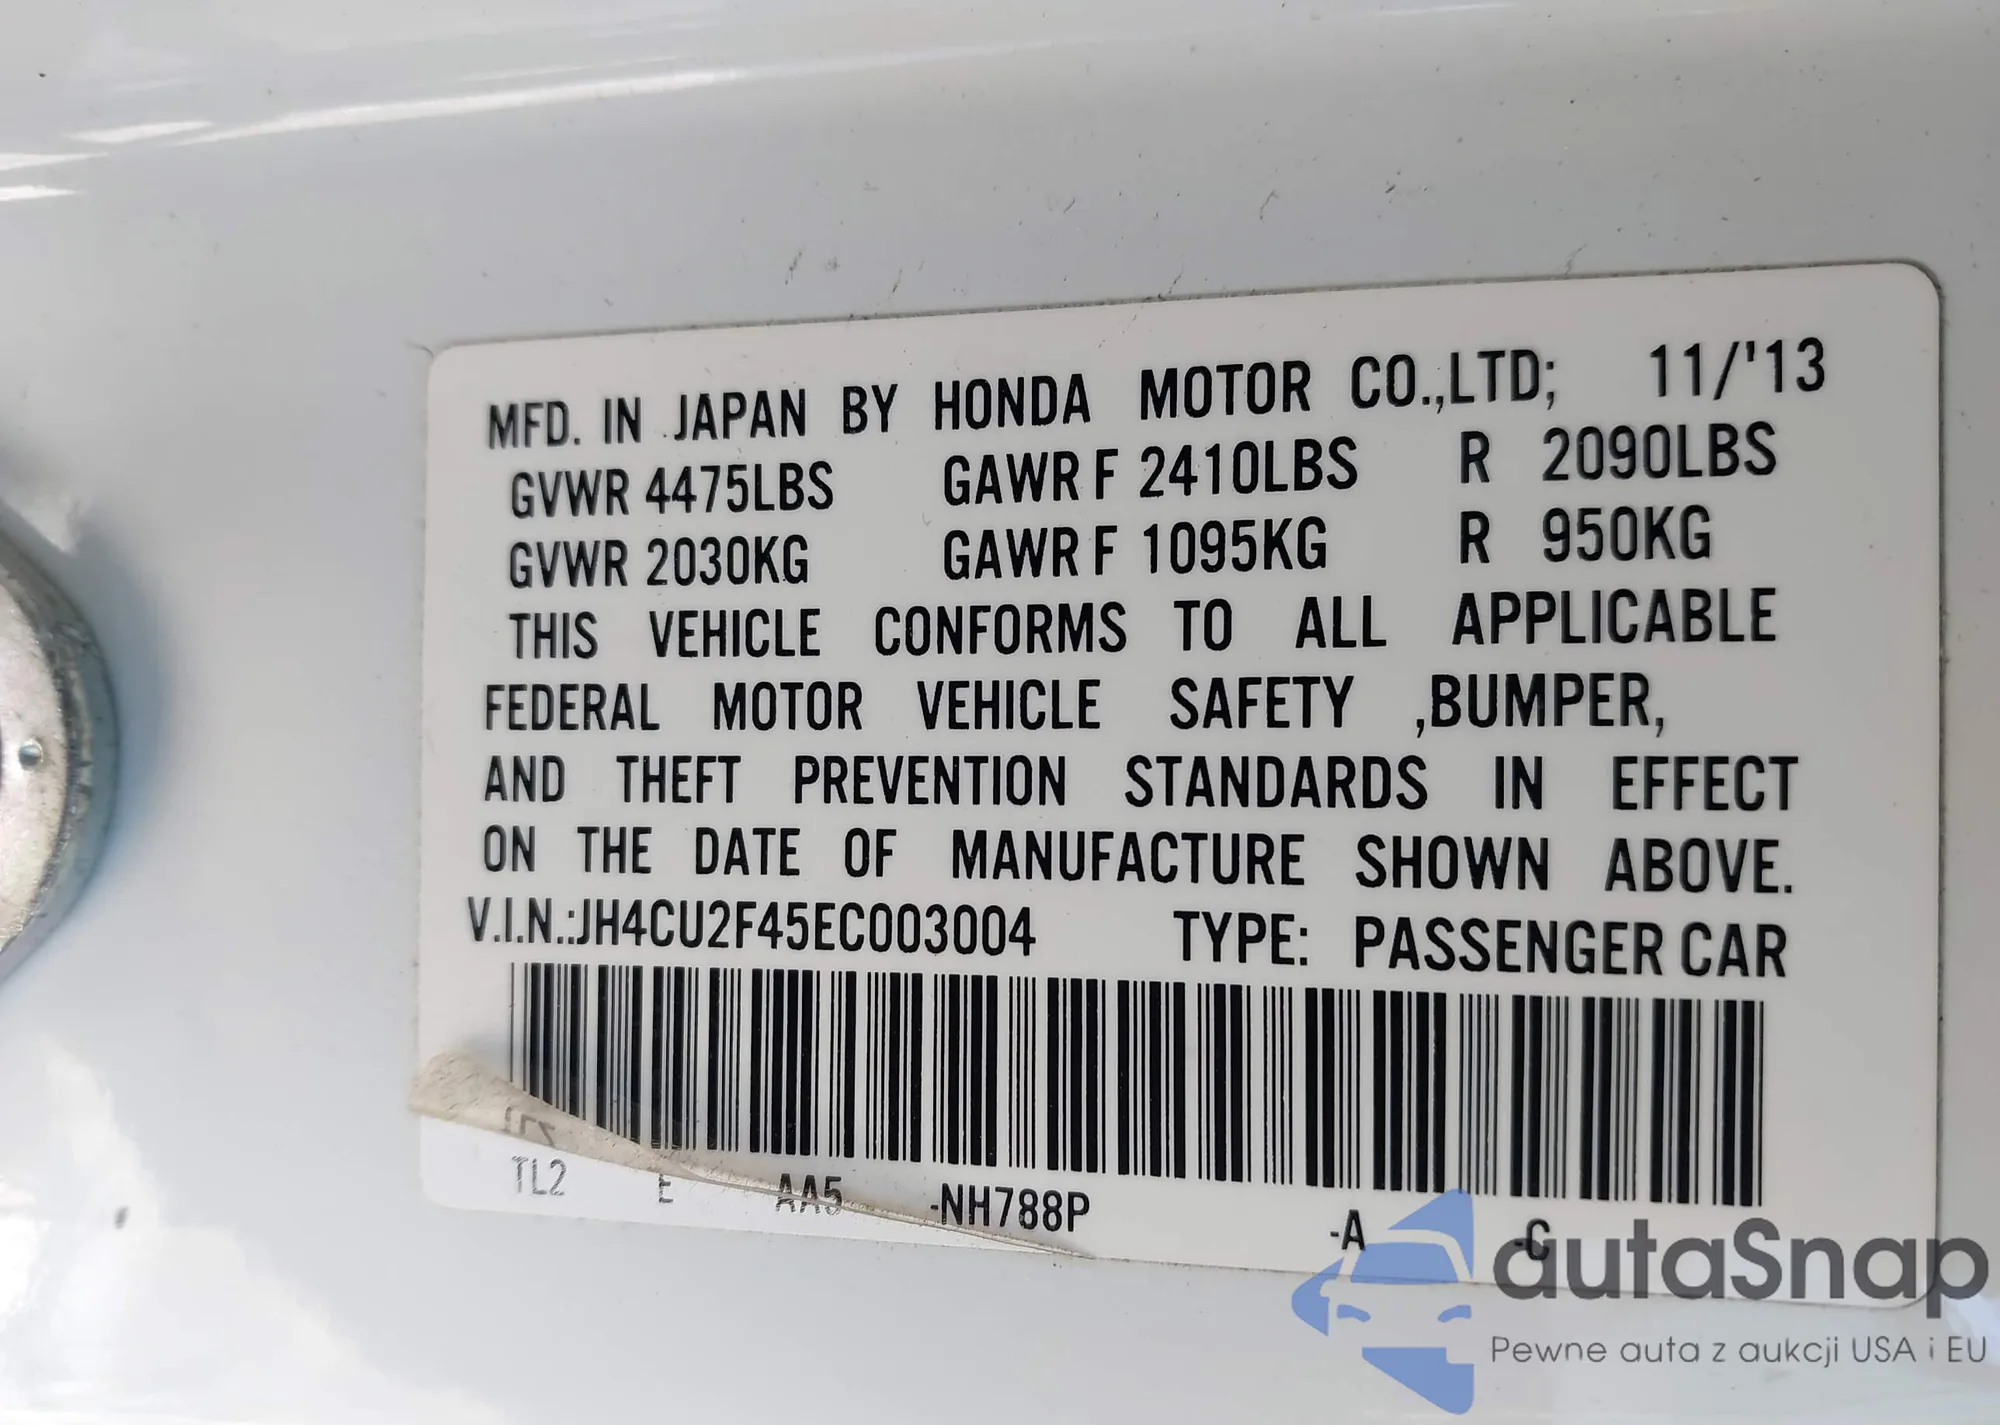 MFD. IN JAPAN BY HONDA MOTOR CO.,LTD; 11/'13
GVWR 4475LBS GAWR F 2410LBS R 2090LBS
GVWR 2030KG GAWR F 1095KG R 950KG
THIS VEHICLE CONFORMS TO ALL APPLICABLE
FEDERAL MOTOR VEHICLE SAFETY ,BUMPER,
AND THEFT PREVENTION STANDARDS IN EFFECT
ON THE DATE OF MANUFACTURE SHOWN ABOVE.
V.I.N.:JH4CU2F45EC003004 TYPE: PASSENGER CAR
TL2 E AA5 -NH788P -A -C
autaSnap
Pewne auta z aukcji USA i EU